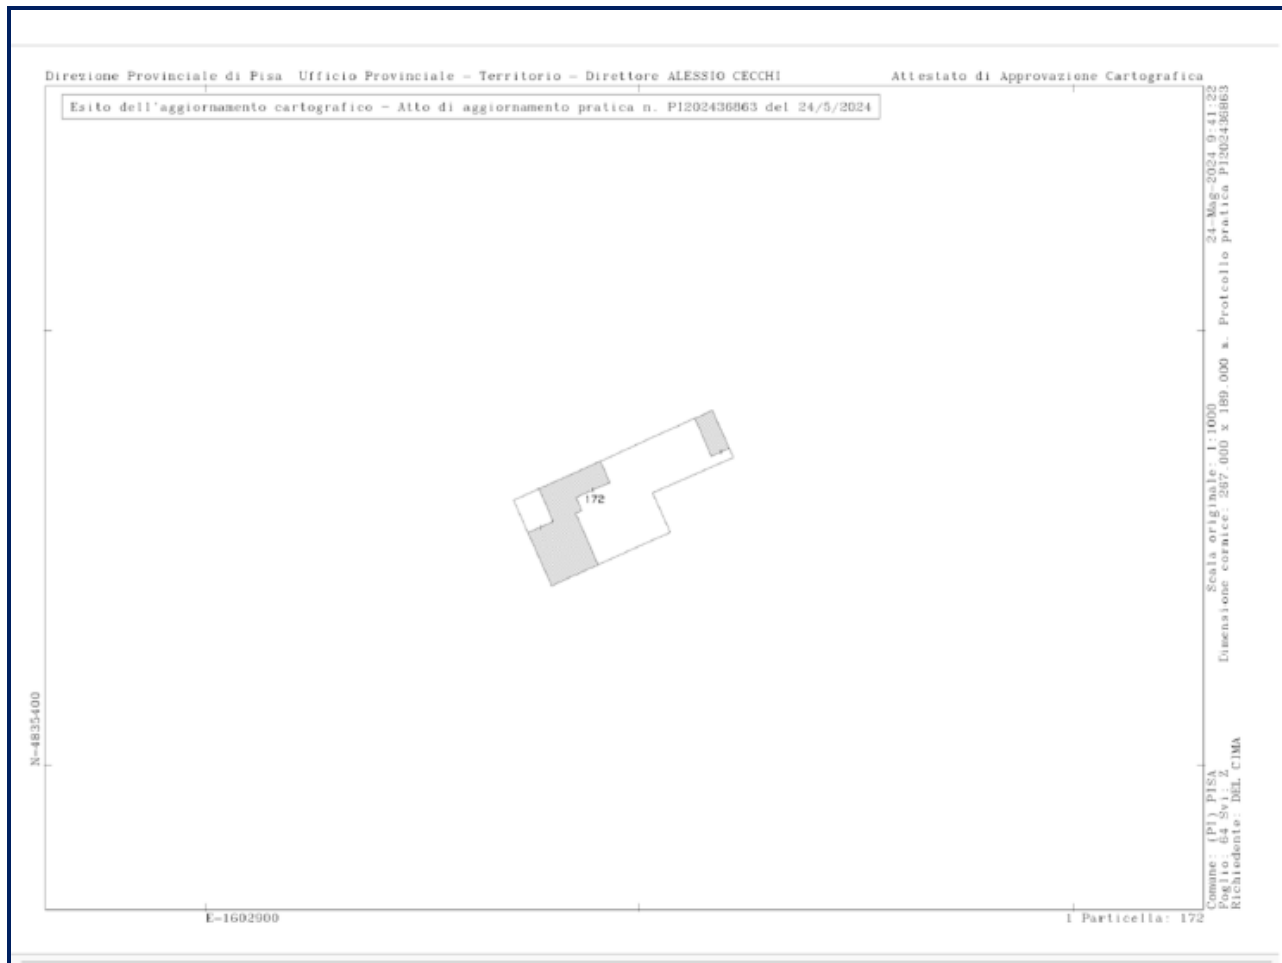 Direzione Provinciale di Pisa Ufficio Provinciale - Territorio - Direttore ALESSIO CECCHI
Attestato di Approvazione Cartografica
Esito dell'aggiornamento cartografico - Atto di aggiornamento pratica n. PI202436863 del 24/5/2024
172
N=4835400
E=1602900
1 Particella: 172
24-Mag-2024 9:41:22
Protcollo pratica PI202436863
Scala originale: 1:1000
Dimensione cornice: 267.000 x 189.000 m.
Comune: (PI) PISA
Foglio: 64 Svi: Z
Richiedente: DEL CIMA